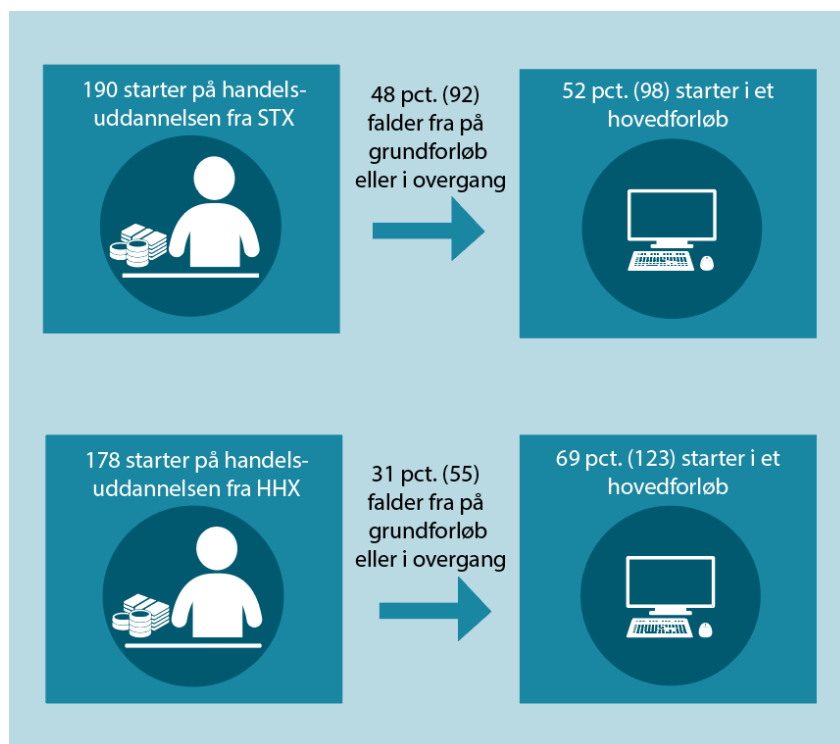 190 starter på handels-
uddannelsen fra STX
48 pct. (92)
falder fra på
grundforløb
eller i overgang
52 pct. (98) starter i et
hovedforløb
178 starter på handels-
uddannelsen fra HHX
31 pct. (55)
falder fra på
grundforløb
eller i overgang
69 pct. (123) starter i et
hovedforløb